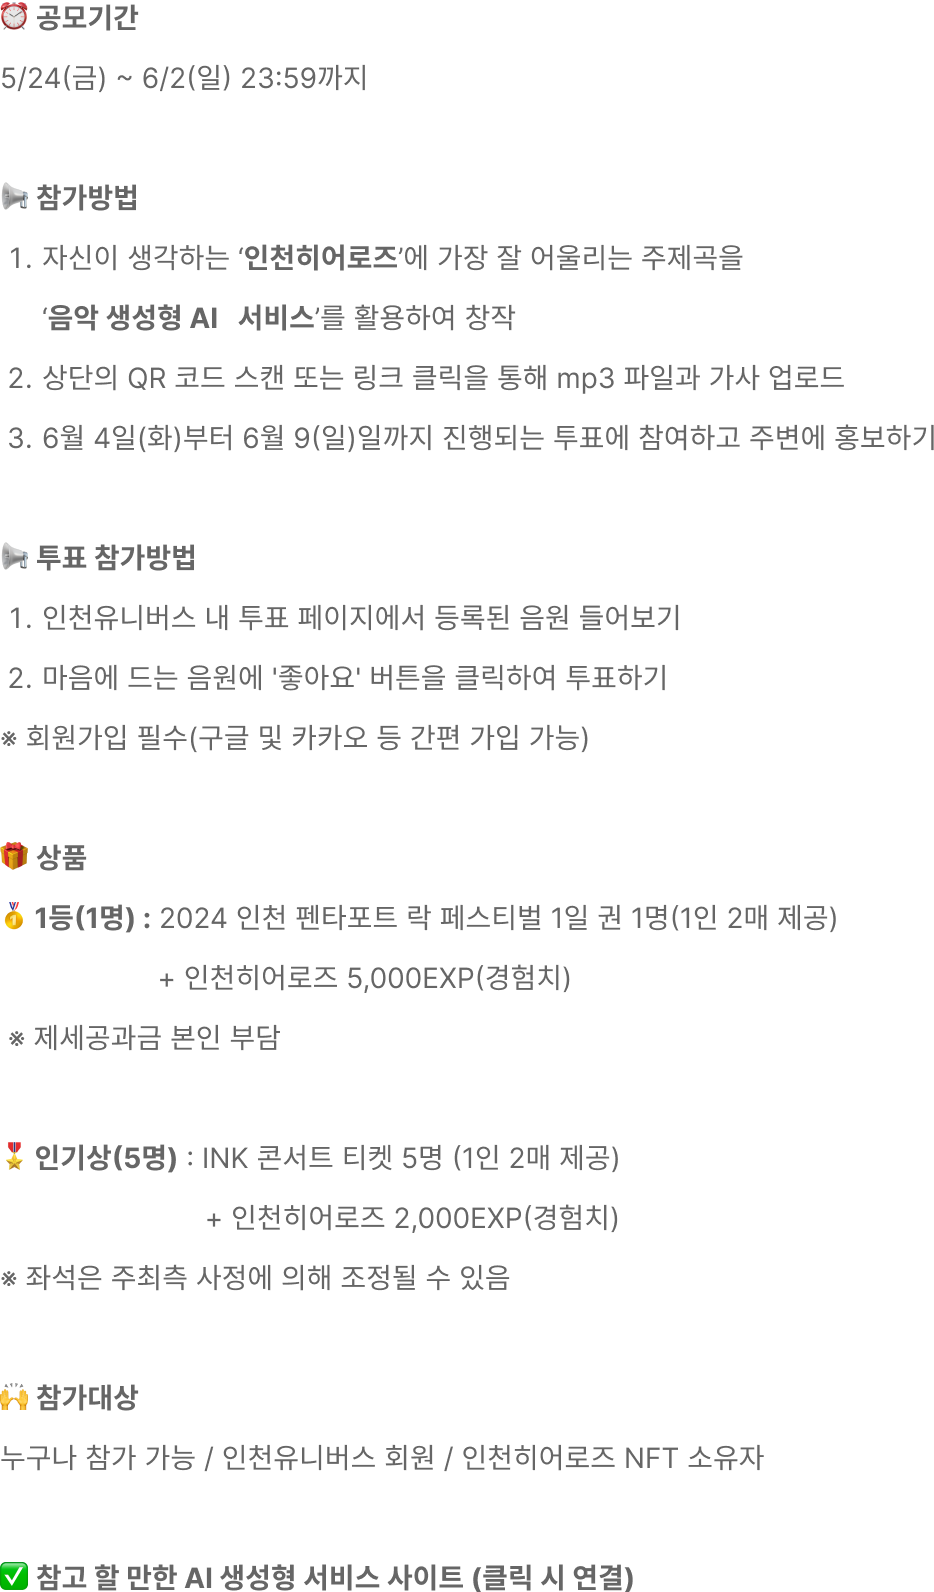 ⏰ 공모기간
5/24(금) ~ 6/2(일) 23:59까지
📢 참가방법
1. 자신이 생각하는 ‘인천히어로즈’에 가장 잘 어울리는 주제곡을
‘음악 생성형 AI 서비스’를 활용하여 창작
2. 상단의 QR 코드 스캔 또는 링크 클릭을 통해 mp3 파일과 가사 업로드
3. 6월 4일(화)부터 6월 9(일)일까지 진행되는 투표에 참여하고 주변에 홍보하기
📢 투표 참가방법
1. 인천유니버스 내 투표 페이지에서 등록된 음원 들어보기
2. 마음에 드는 음원에 '좋아요' 버튼을 클릭하여 투표하기
※ 회원가입 필수(구글 및 카카오 등 간편 가입 가능)
🎁 상품
🥇 1등(1명) : 2024 인천 펜타포트 락 페스티벌 1일 권 1명(1인 2매 제공)
+ 인천히어로즈 5,000EXP(경험치)
※ 제세공과금 본인 부담
🎖 인기상(5명) : INK 콘서트 티켓 5명 (1인 2매 제공)
+ 인천히어로즈 2,000EXP(경험치)
※ 좌석은 주최측 사정에 의해 조정될 수 있음
🙌 참가대상
누구나 참가 가능 / 인천유니버스 회원 / 인천히어로즈 NFT 소유자
✅ 참고 할 만한 AI 생성형 서비스 사이트 (클릭 시 연결)